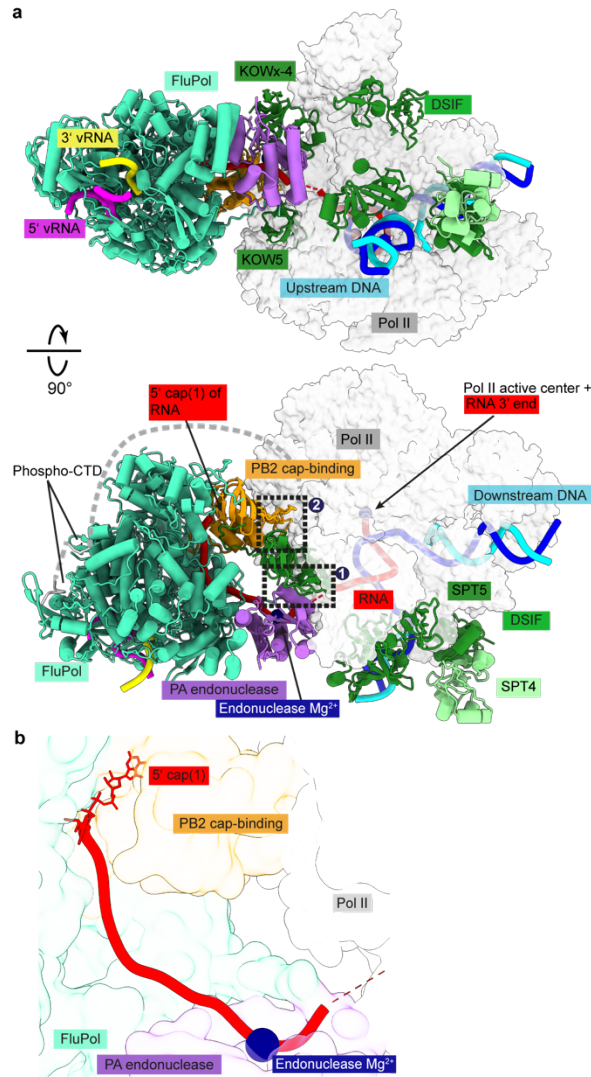 a
KOWx-4
FluPol
DSIF
3‘ vRNA
5‘ vRNA
KOW5
Upstream DNA
Pol II
90°
5‘ cap(1) of
RNA
Pol II active center +
RNA 3‘ end
Pol II
Phospho-CTD
PB2 cap-binding
Downstream DNA
2
1
RNA
SPT5
DSIF
FluPol
PA endonuclease
SPT4
Endonuclease Mg²⁺
b
5‘ cap(1)
PB2 cap-binding
Pol II
FluPol
PA endonuclease
Endonuclease Mg²⁺